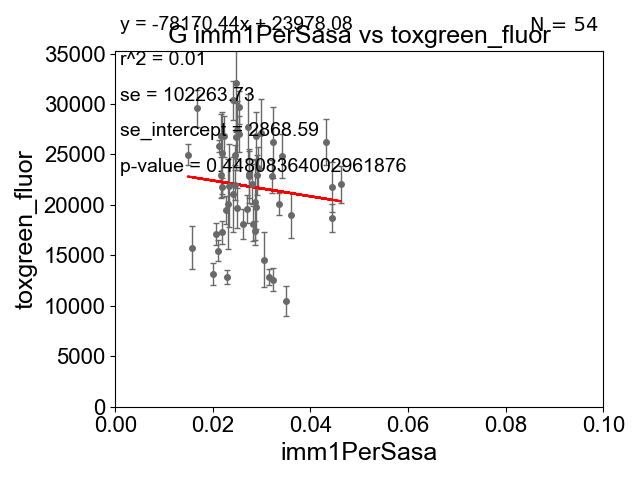 y = -78170.44x + 23978.08
N = 54
G imm1PerSasa vs toxgreen_fluor
r^2 = 0.01
se = 102263.73
se_intercept = 2868.59
p-value = 0.44808364002961876
35000
30000
25000
20000
15000
10000
5000
0
toxgreen_fluor
0.00 0.02 0.04 0.06 0.08 0.10
imm1PerSasa